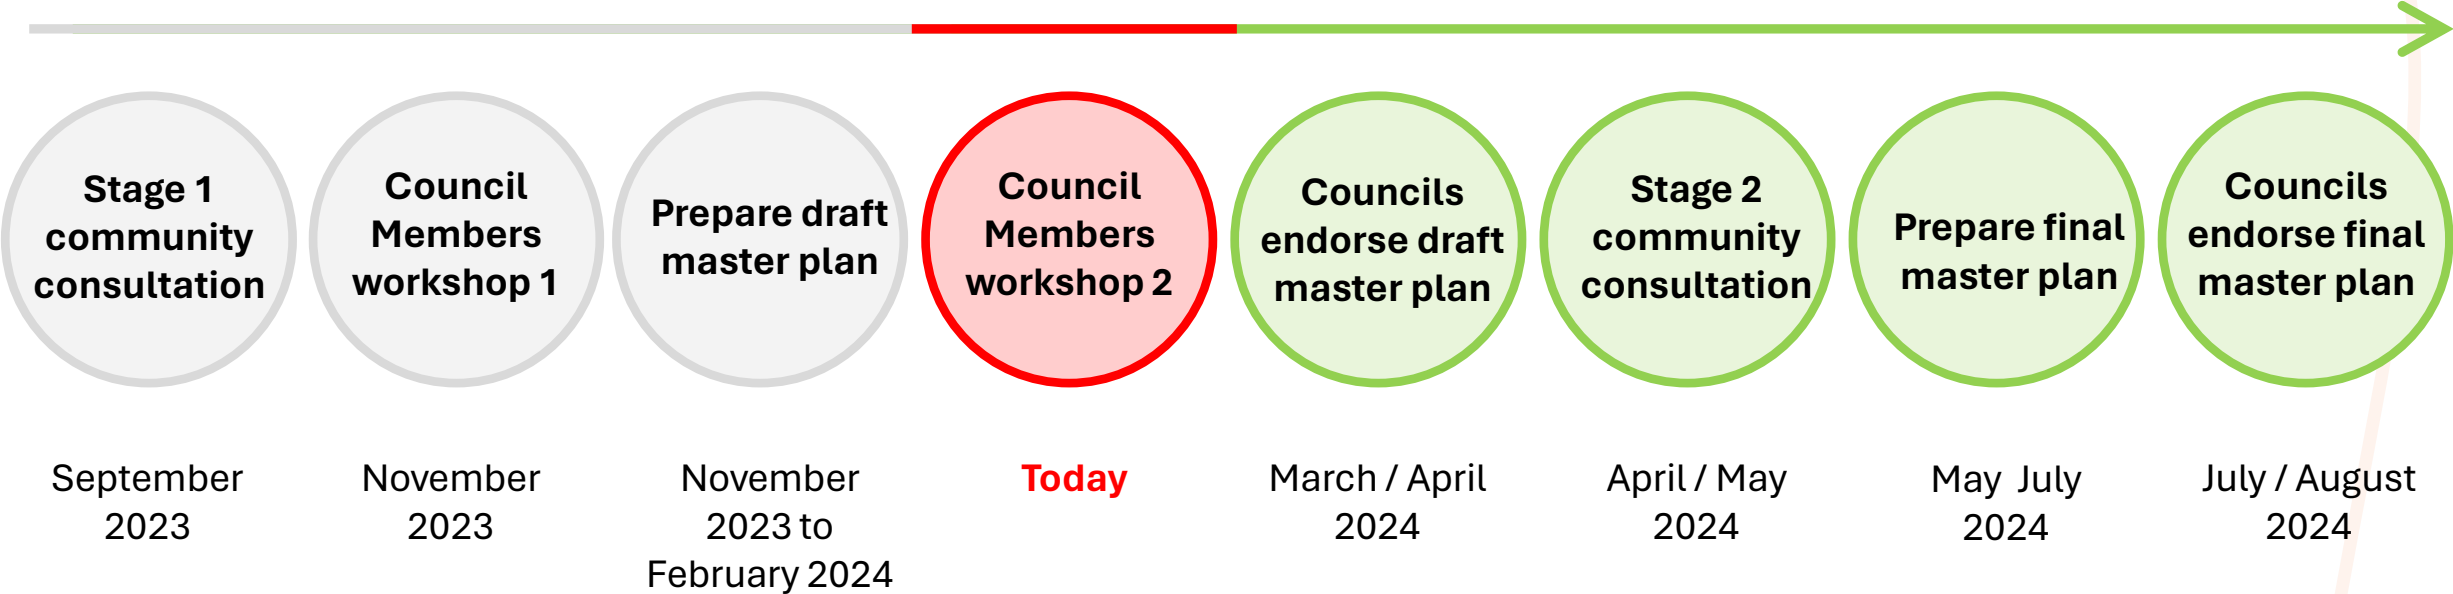 Stage 1
community
consultation
Council
Members
workshop 1
Prepare draft
master plan
Council
Members
workshop 2
Councils
endorse draft
master plan
Stage 2
community
consultation
Prepare final
master plan
Councils
endorse final
master plan
September
2023
November
2023
November
2023 to
February 2024
Today
March / April
2024
April / May
2024
May  July
2024
July / August
2024